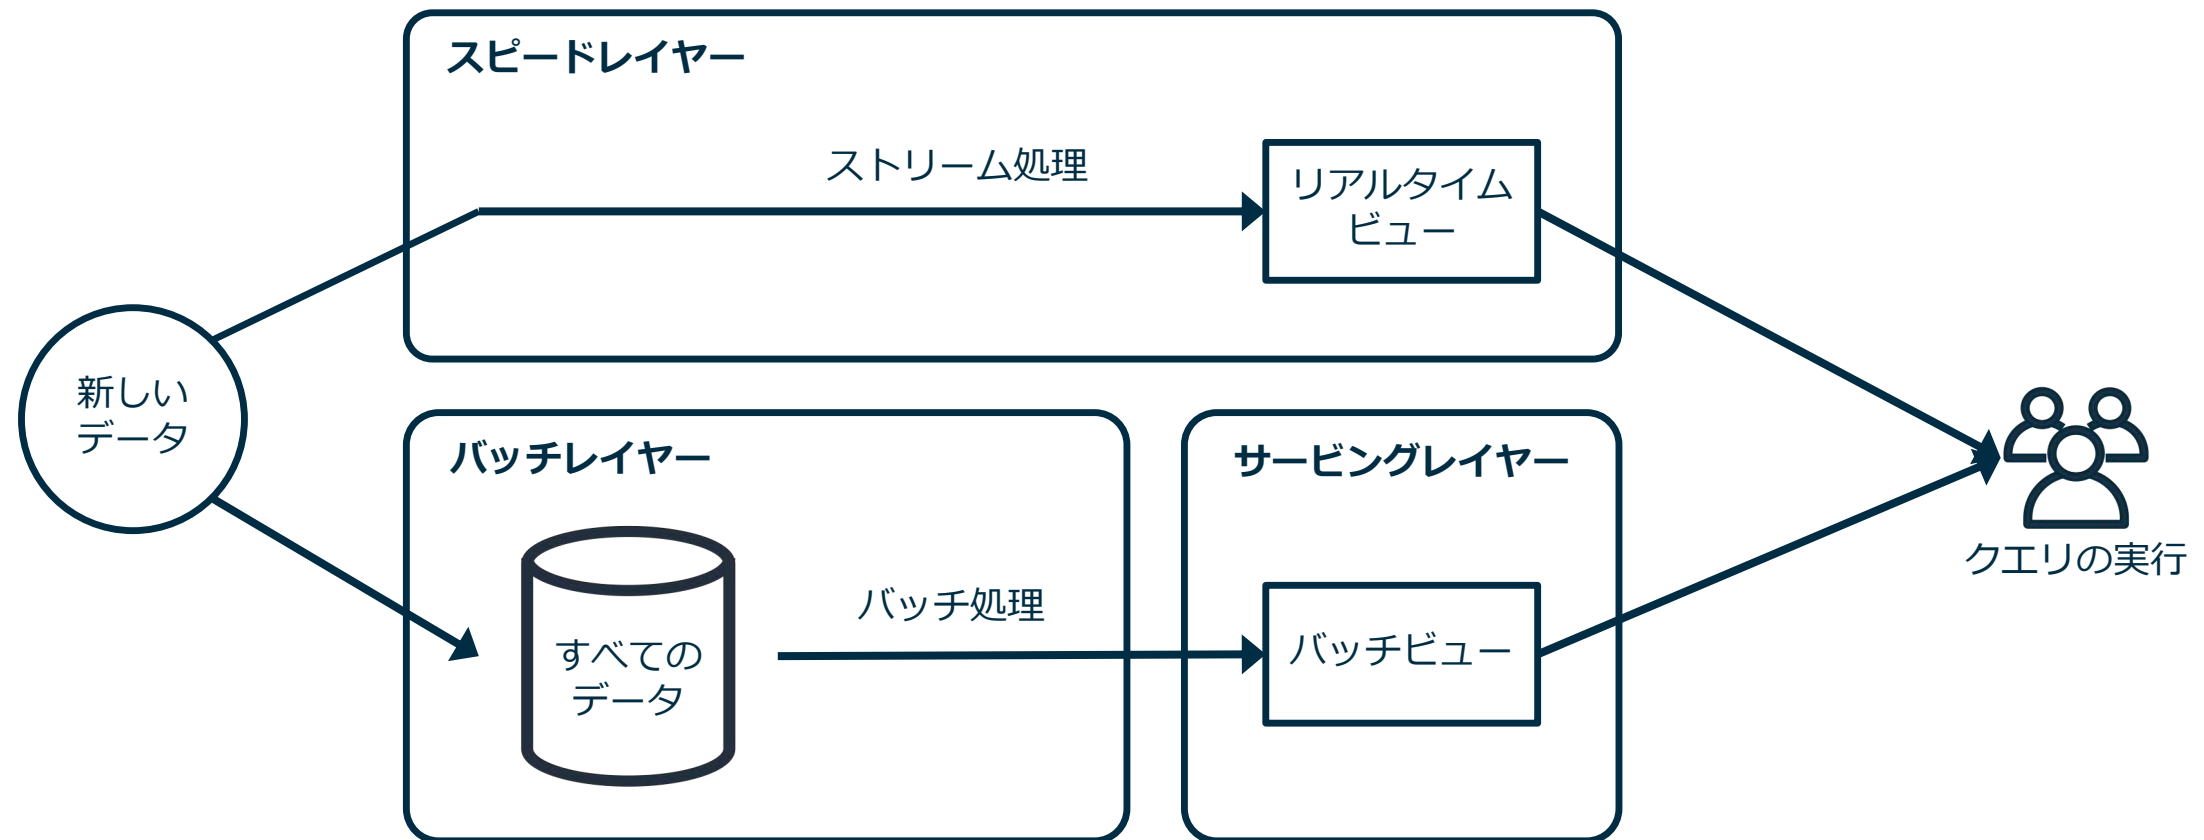 スピードレイヤー
ストリーム処理
リアルタイム
ビュー
新しい
データ
バッチレイヤー
すべての
データ
バッチ処理
サービングレイヤー
バッチビュー
クエリの実行